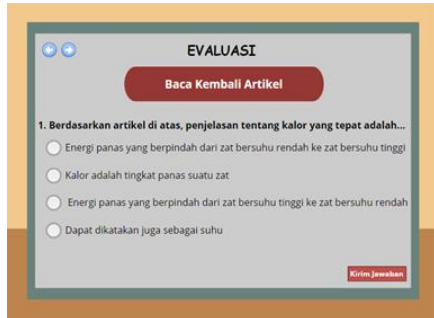 EVALUASI
Baca Kembali Artikel
1. Berdasarkan artikel di atas, penjelasan tentang kalor yang tepat adalah...
Energi panas yang berpindah dari zat bersuhu rendah ke zat bersuhu tinggi
Kalor adalah tingkat panas suatu zat
Energi panas yang berpindah dari zat bersuhu tinggi ke zat bersuhu rendah
Dapat dikatakan juga sebagai suhu
Kirim Jawaban